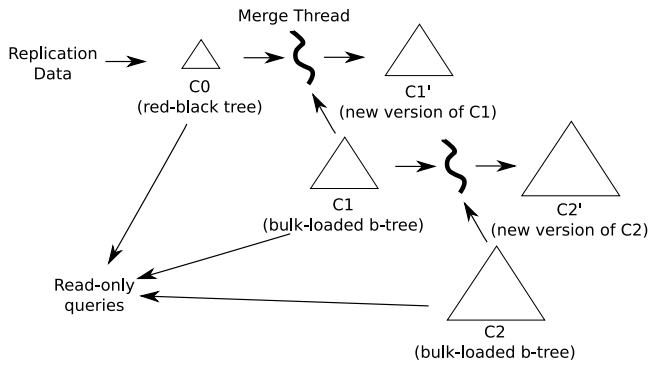 Merge Thread
Replication
Data
C0
(red-black tree)
C1'
(new version of C1)
C1
(bulk-loaded b-tree)
C2'
(new version of C2)
Read-only
queries
C2
(bulk-loaded b-tree)